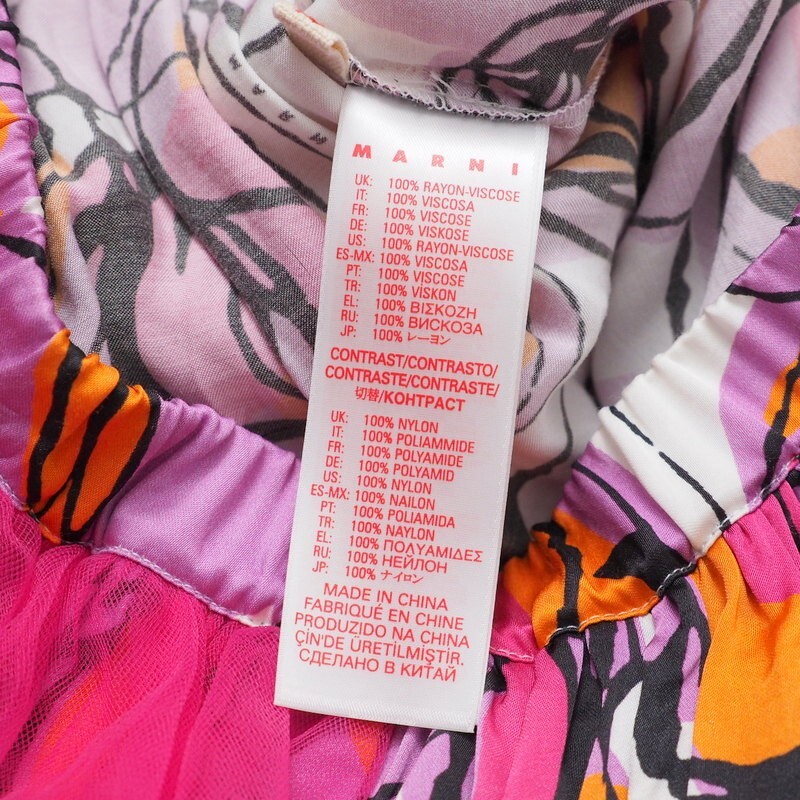 MARNI
MARNI
UK: 100% RAYON-VISCOSE
IT: 100% VISCOSA
FR: 100% VISCOSE
DE: 100% VISKOSE
US: 100% RAYON-VISCOSE
ES-MX: 100% VISCOSA
PT: 100% VISCOSE
TR: 100% VİSKON
EL: 100% ΒΙΣΚΟΖΗ
RU: 100% ВИСКОЗА
JP: 100% レーヨン
CONTRAST/CONTRASTO/
CONTRASTE/CONTRASTE/
切替/КОНТРАСТ
UK: 100% NYLON
IT: 100% POLIAMMIDE
FR: 100% POLYAMIDE
DE: 100% POLYAMID
US: 100% NYLON
ES-MX: 100% NAILON
PT: 100% POLIAMIDA
TR: 100% NAYLON
EL: 100% ΠΟΛΥΑΜΙΔΕΣ
RU: 100% НЕЙЛОН
JP: 100% ナイロン
MADE IN CHINA
FABRIQUÉ EN CHINE
PRODUZIDO NA CHINA
ÇİN'DE ÜRETİLMİŞTİR.
СДЕЛАНО В КИТАЙ